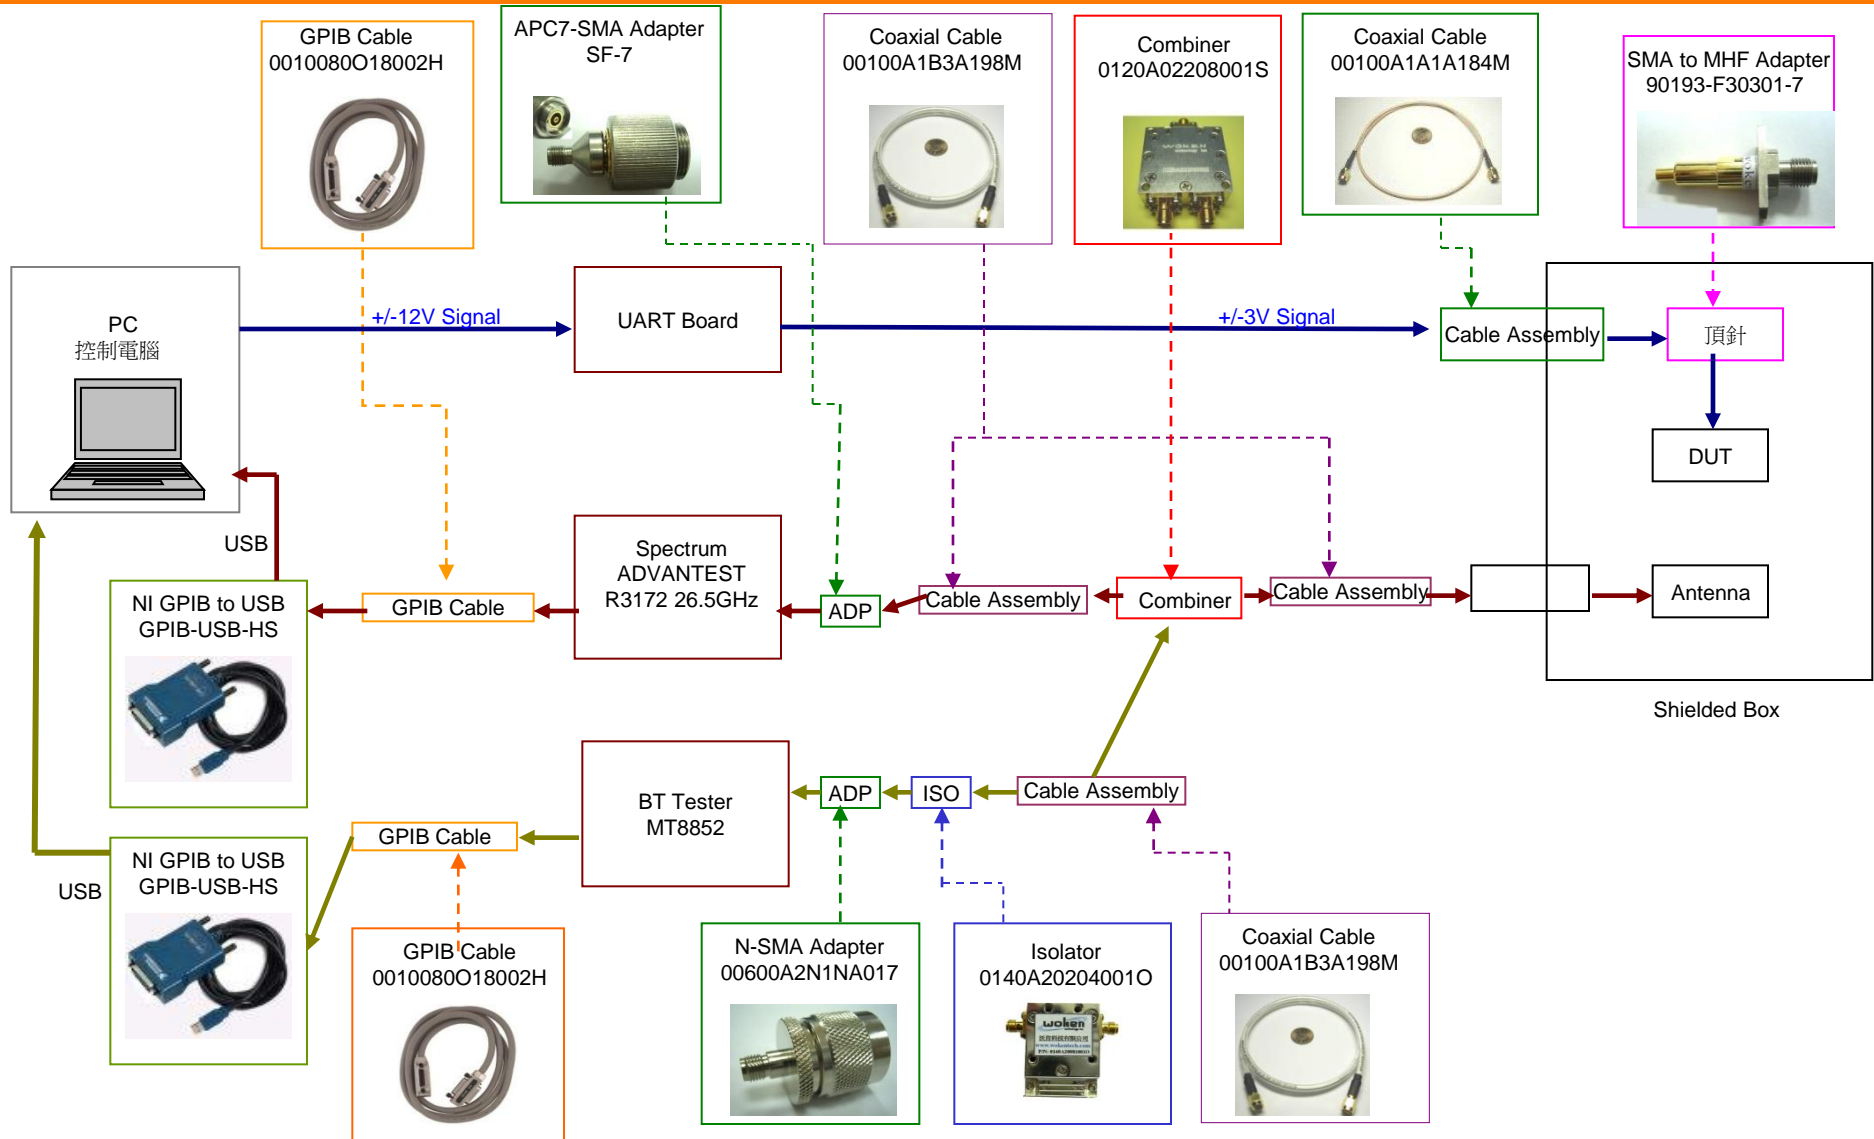 GPIB Cable
0010080O18002H
APC7-SMA Adapter
SF-7
Coaxial Cable
00100A1B3A198M
Combiner
0120A02208001S
Coaxial Cable
00100A1A1A184M
SMA to MHF Adapter
90193-F30301-7
PC
控制電腦
+/-12V Signal
UART Board
+/-3V Signal
Cable Assembly
頂針
DUT
USB
NI GPIB to USB
GPIB-USB-HS
GPIB Cable
Spectrum
ADVANTEST
R3172 26.5GHz
ADP
Cable Assembly
Combiner
Cable Assembly
Antenna
Shielded Box
BT Tester
MT8852
ADP
ISO
Cable Assembly
GPIB Cable
USB
NI GPIB to USB
GPIB-USB-HS
GPIB Cable
0010080O18002H
N-SMA Adapter
00600A2N1NA017
Isolator
0140A20204001O
woken
www.wokentech.com
Coaxial Cable
00100A1B3A198M